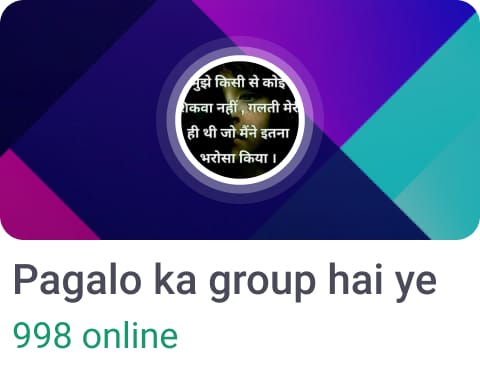 मुझे किसी से कोई
शिकवा नहीं , गलती मेरी
ही थी जो मैंने इतना
भरोसा किया ।
Pagalo ka group hai ye
998 online